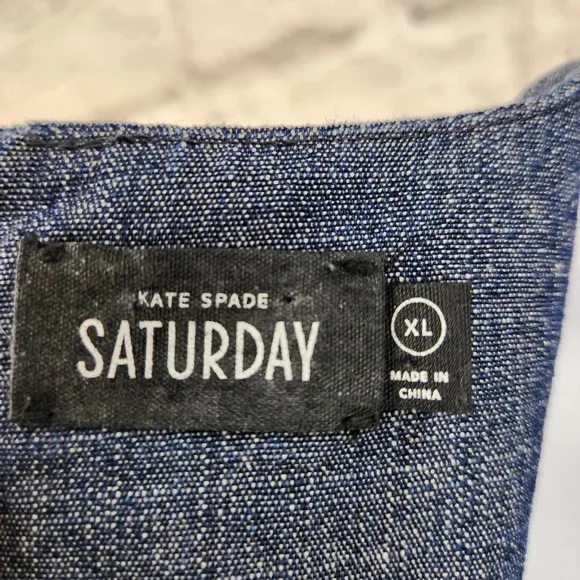 KATE SPADE
SATURDAY
XL
MADE IN
CHINA